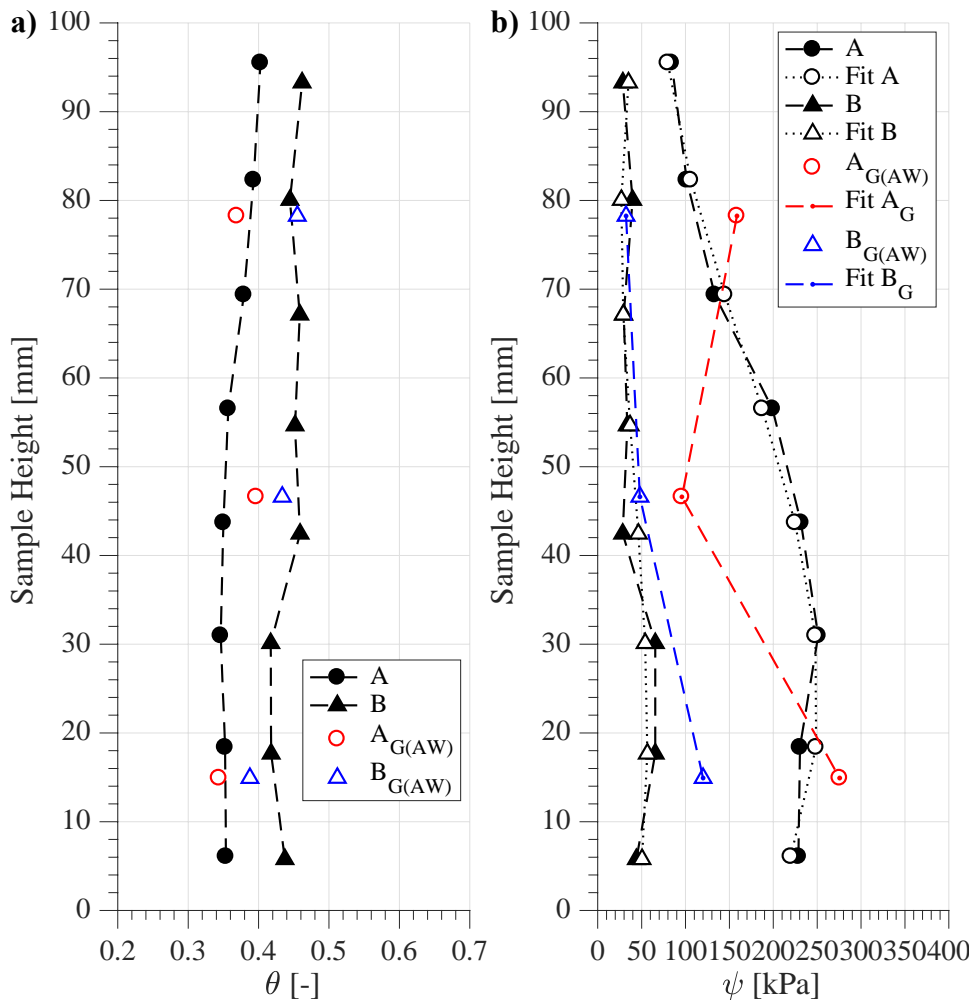 a)
100
90
80
70
60
50
40
30
20
10
0
Sample Height [mm]
0.2 0.3 0.4 0.5 0.6 0.7
θ [-]
A
B
A_G(AW)
B_G(AW)
b)
100
90
80
70
60
50
40
30
20
10
0
Sample Height [mm]
0 50 100 150 200 250 300 350 400
ψ [kPa]
A
Fit A
B
Fit B
A_G(AW)
Fit A_G
B_G(AW)
Fit B_G